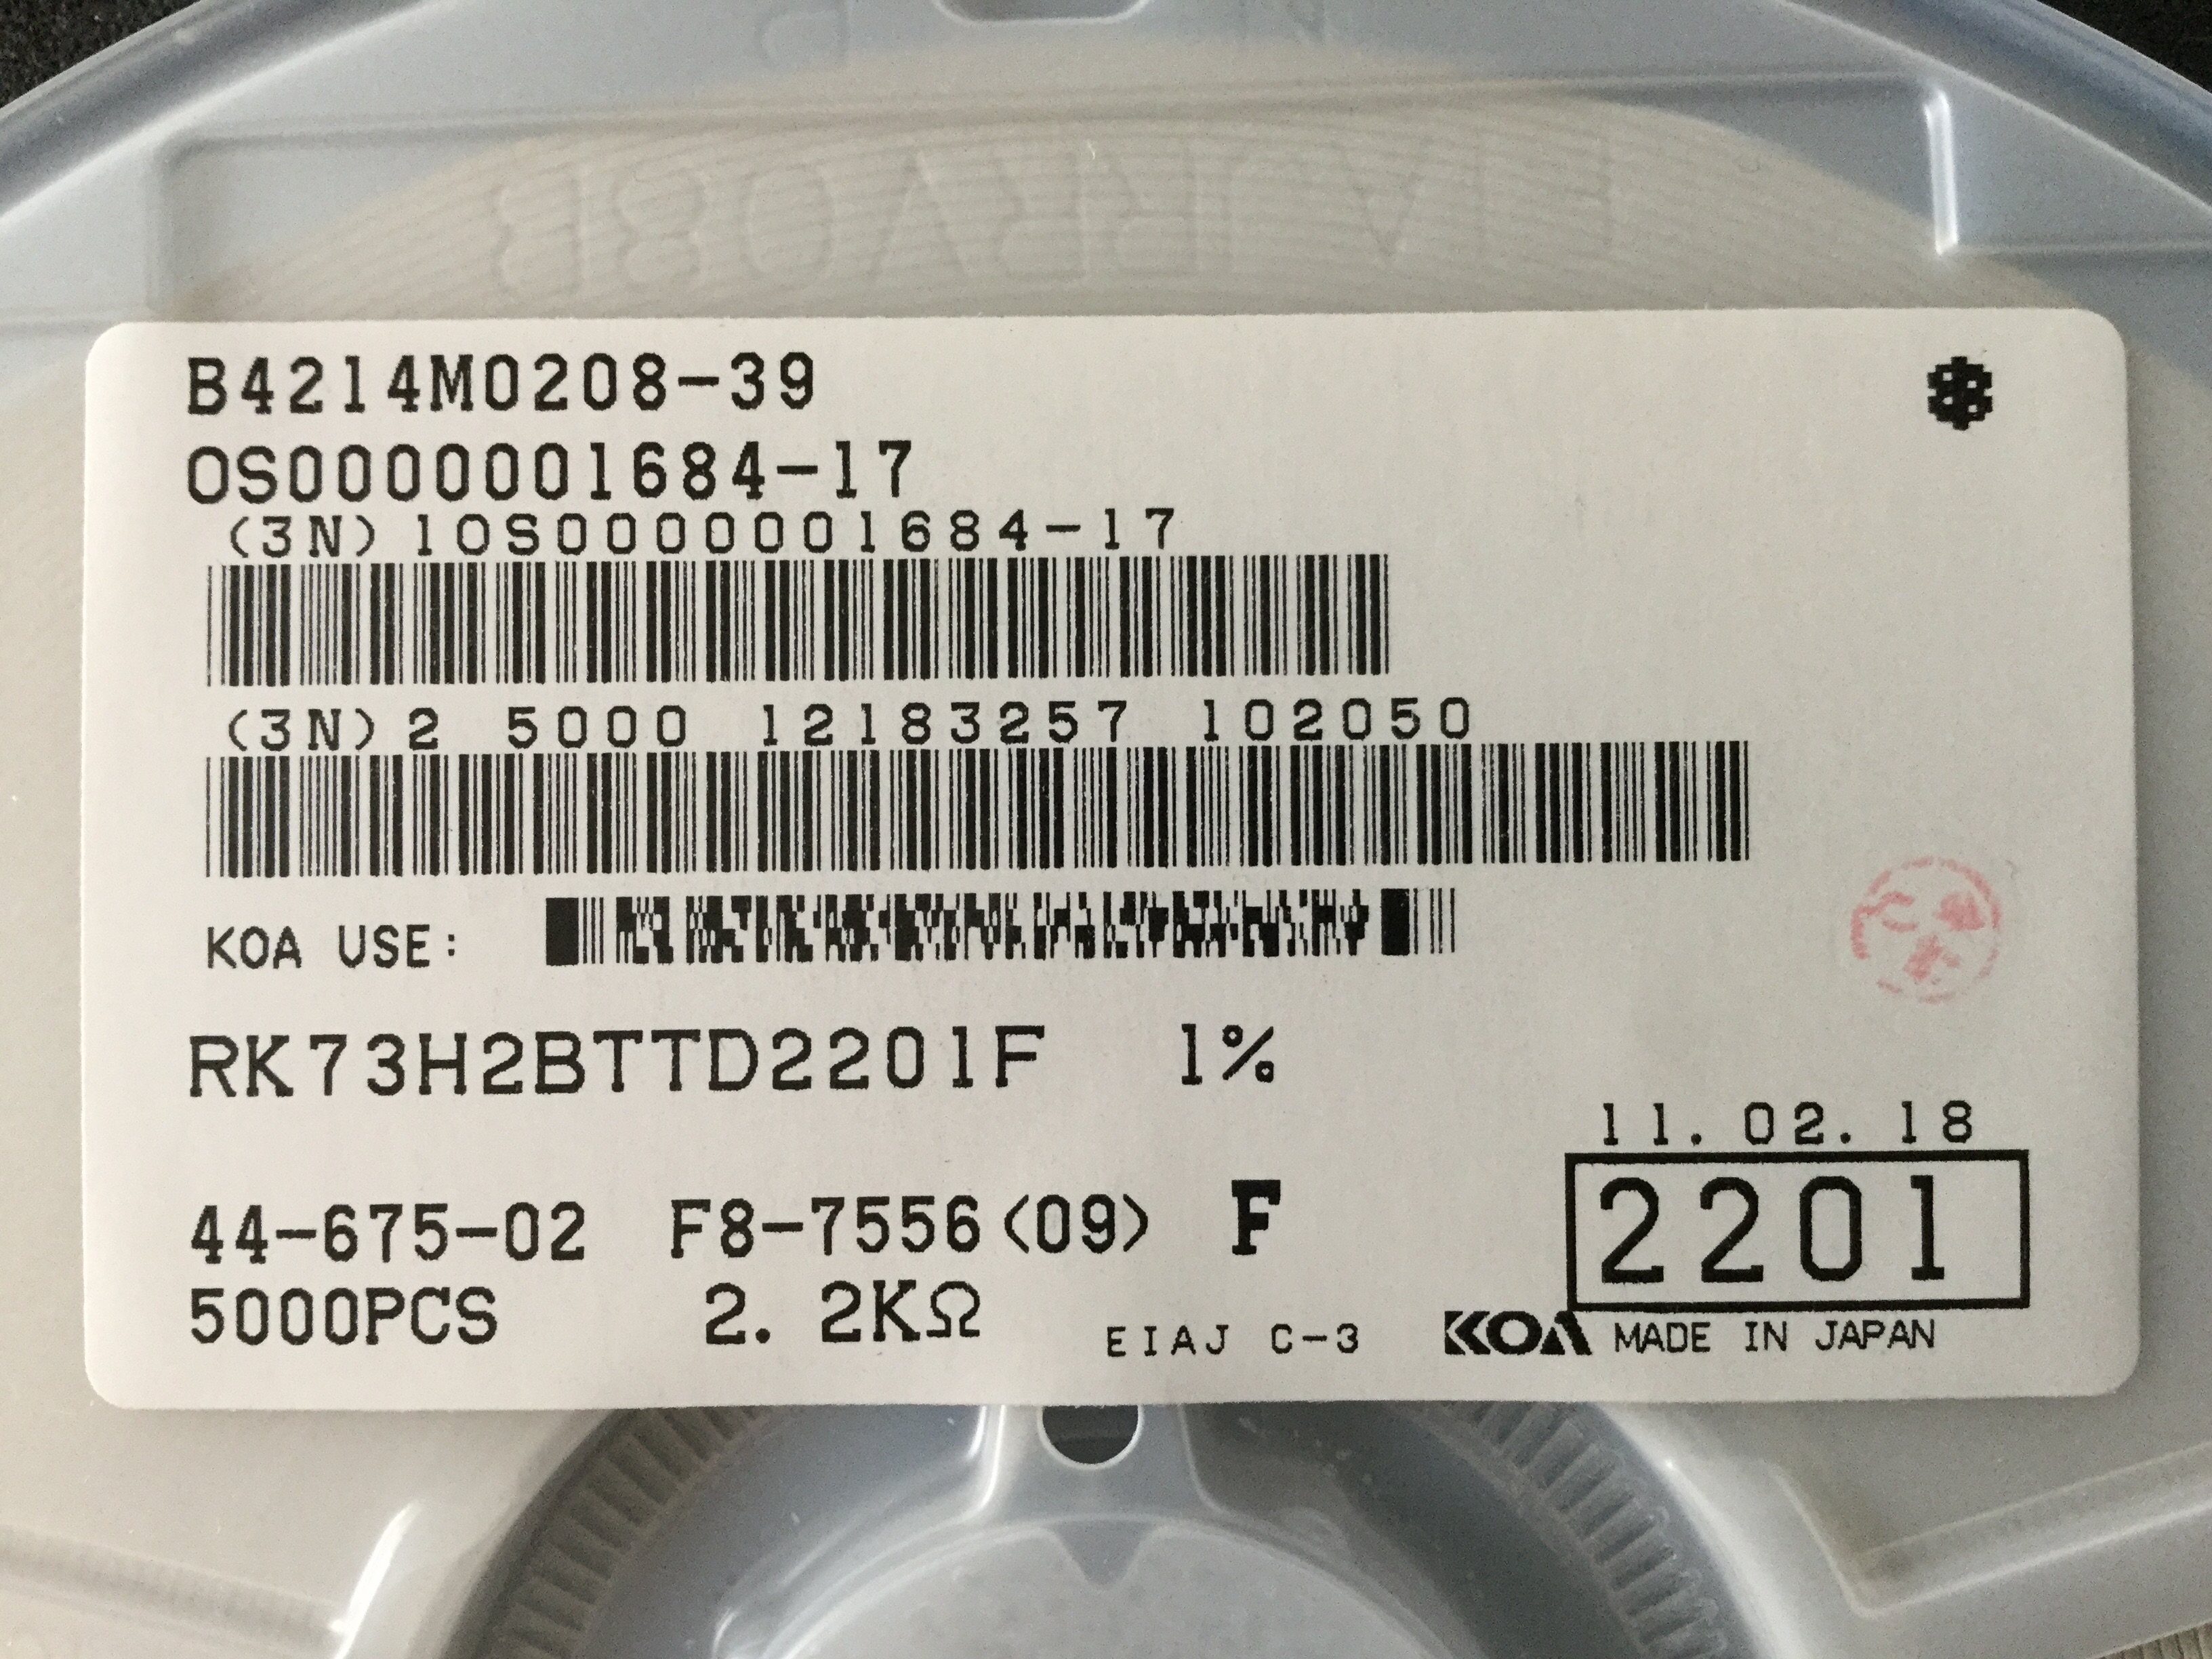 B4214M0208-39
OS0000001684-17
(3N) 1OS0000001684-17
(3N) 2 5000 12183257 102050
KOA USE:
RK73H2BTTD2201F 1%
11.02.18
2201
44-675-02 F8-7556<09> F
5000PCS 2.2KΩ EIAJ C-3 KOA MADE IN JAPAN